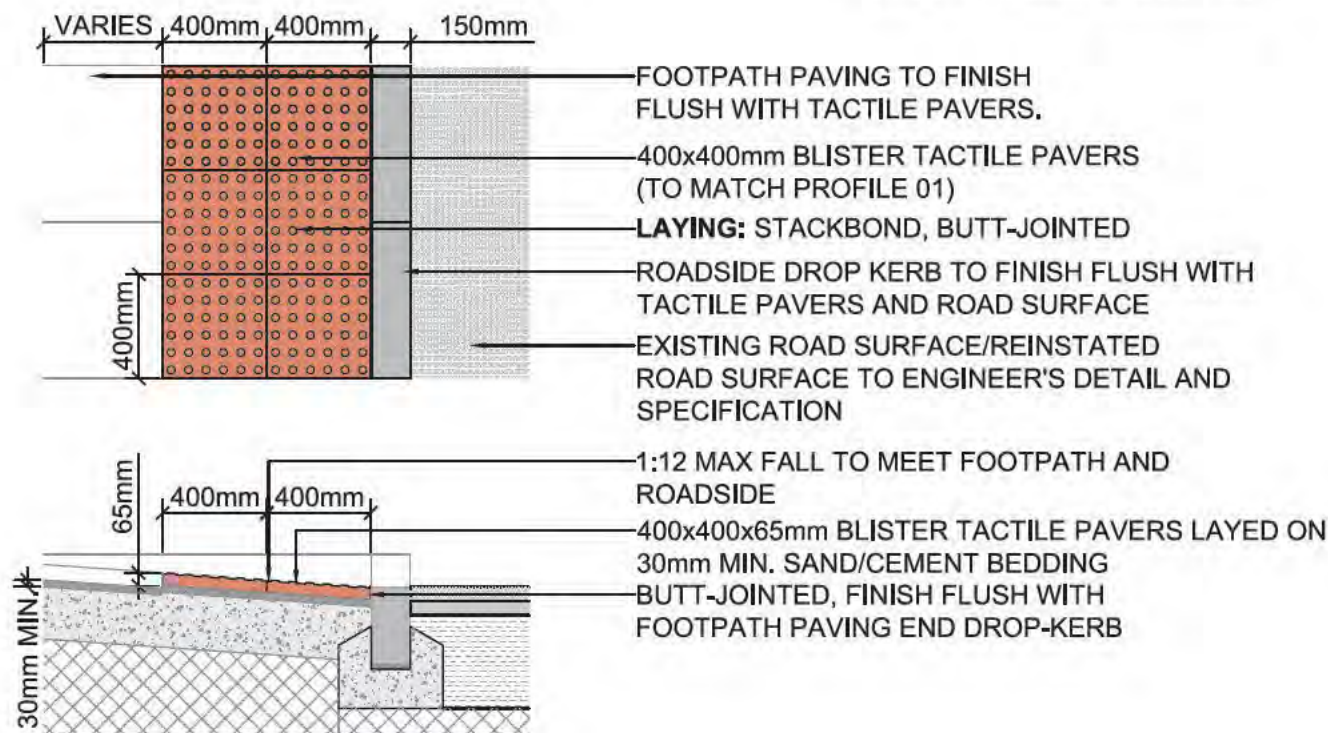 VARIES 400mm 400mm 150mm
FOOTPATH PAVING TO FINISH
FLUSH WITH TACTILE PAVERS.
400x400mm BLISTER TACTILE PAVERS
(TO MATCH PROFILE 01)
LAYING: STACKBOND, BUTT-JOINTED
ROADSIDE DROP KERB TO FINISH FLUSH WITH
TACTILE PAVERS AND ROAD SURFACE
400mm
EXISTING ROAD SURFACE/REINSTATED
ROAD SURFACE TO ENGINEER'S DETAIL AND
SPECIFICATION
1:12 MAX FALL TO MEET FOOTPATH AND
ROADSIDE
65mm
400mm 400mm
400x400x65mm BLISTER TACTILE PAVERS LAYED ON
30mm MIN. SAND/CEMENT BEDDING
BUTT-JOINTED, FINISH FLUSH WITH
FOOTPATH PAVING END DROP-KERB
30mm MIN